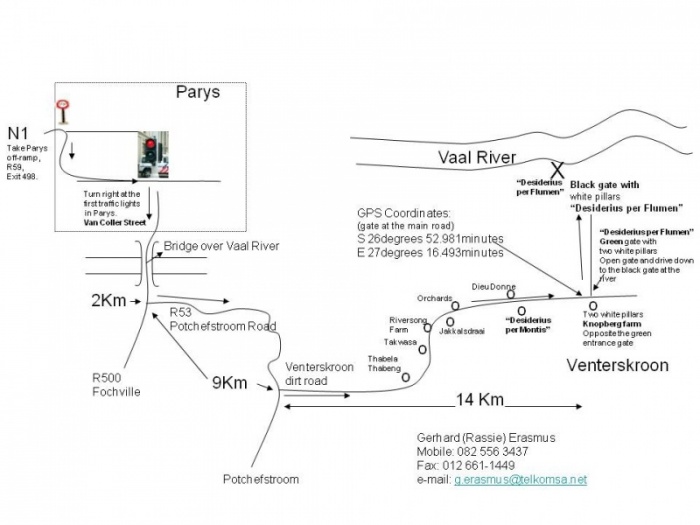 Parys
N1
Take Parys
off-ramp,
R59,
Exit 498.
Turn right at the
first traffic lights
in Parys.
Van Coller Street
Bridge over Vaal River
2Km
R53
Potchefstroom Road
R500
Fochville
9Km
Potchefstroom
Venterskroon
dirt road
Thabela
Thabeng
Takwasa
Riversong
Farm
Orchards
Jakkalsdraai
Dieu Donne
"Desiderius
per Montis"
14 Km
Vaal River
X
"Desiderius
per Flumen"
Black gate with
white pillars
"Desiderius per Flumen"
GPS Coordinates:
(gate at the main road)
S 26degrees 52.981minutes
E 27degrees 16.493minutes
"Desiderius per Flumen"
Green gate with
two white pillars
Open gate and drive down
to the black gate at the
river
Two white pillars
Knopberg farm
Opposite the green
entrance gate
Venterskroon
Gerhard (Rassie) Erasmus
Mobile: 082 556 3437
Fax: 012 661-1449
e-mail: g.erasmus@telkomsa.net